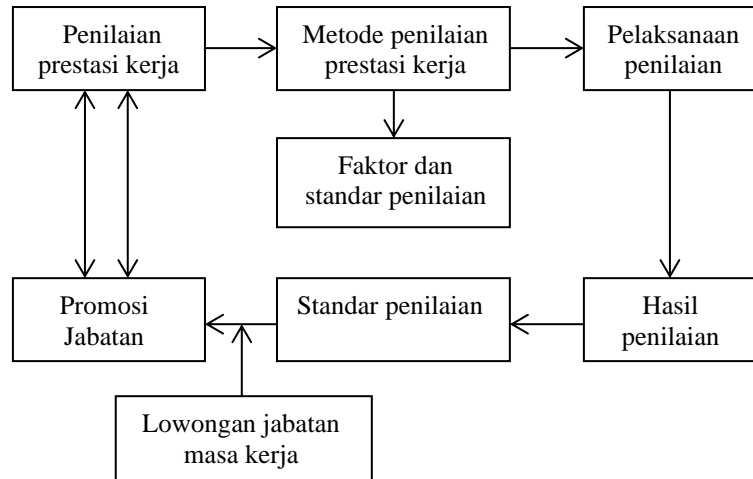 Penilaian
prestasi kerja
Metode penilaian
prestasi kerja
Pelaksanaan
penilaian
Faktor dan
standar penilaian
Promosi
Jabatan
Standar penilaian
Hasil
penilaian
Lowongan jabatan
masa kerja